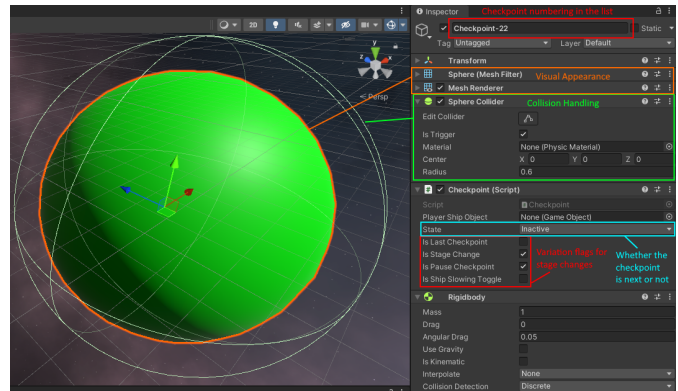 2D
y
z
x
< Persp
Inspector
Checkpoint numbering in the list
Checkpoint-22
Static
Tag Untagged
Layer Default
Transform
Sphere (Mesh Filter)
Visual Appearance
Mesh Renderer
Sphere Collider
Collision Handling
Edit Collider
Is Trigger
Material None (Physic Material)
Center X 0 Y 0 Z 0
Radius 0.6
# Checkpoint (Script)
Script Checkpoint
Player Ship Object None (Game Object)
State Inactive
Is Last Checkpoint
Is Stage Change
Is Pause Checkpoint
Is Ship Slowing Toggle
Variation flags for
stage changes
Whether the
checkpoint
is next or not
Rigidbody
Mass 1
Drag 0
Angular Drag 0.05
Use Gravity
Is Kinematic
Interpolate None
Collision Detection Discrete